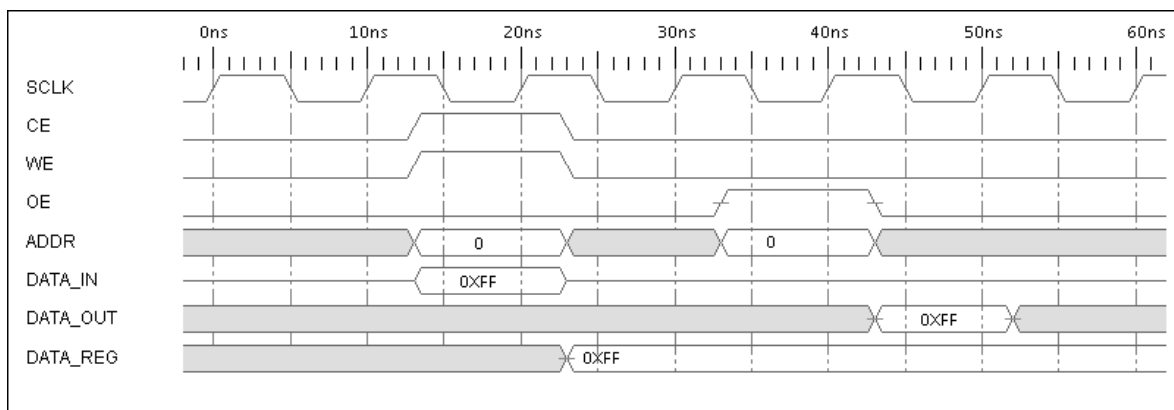 0ns 10ns 20ns 30ns 40ns 50ns 60ns
SCLK
CE
WE
OE
ADDR 0 0
DATA_IN 0XFF
DATA_OUT 0XFF
DATA_REG 0XFF